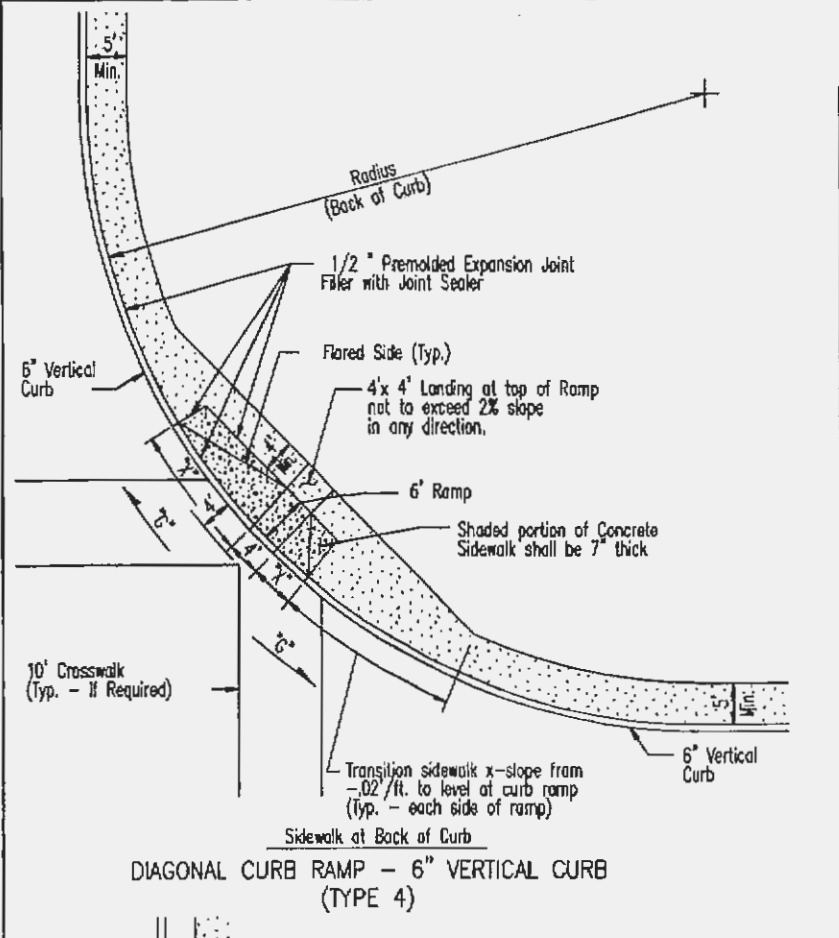 5'
Min.
Radius
(Back of Curb)
1/2 " Premolded Expansion Joint
Filler with Joint Sealer
Flared Side (Typ.)
6" Vertical
Curb
4'x 4' Landing at top of Ramp
not to exceed 2% slope
in any direction.
4'
6' Ramp
"X"
Shaded portion of Concrete
Sidewalk shall be 7" thick
"G"
4'
4'
"X"
"G"
10' Crosswalk
(Typ. - If Required)
5'
Min.
6" Vertical
Curb
Transition sidewalk x-slope from
-.02'/ft. to level at curb ramp
(Typ. - each side of ramp)
Sidewalk at Back of Curb
DIAGONAL CURB RAMP - 6" VERTICAL CURB
(TYPE 4)